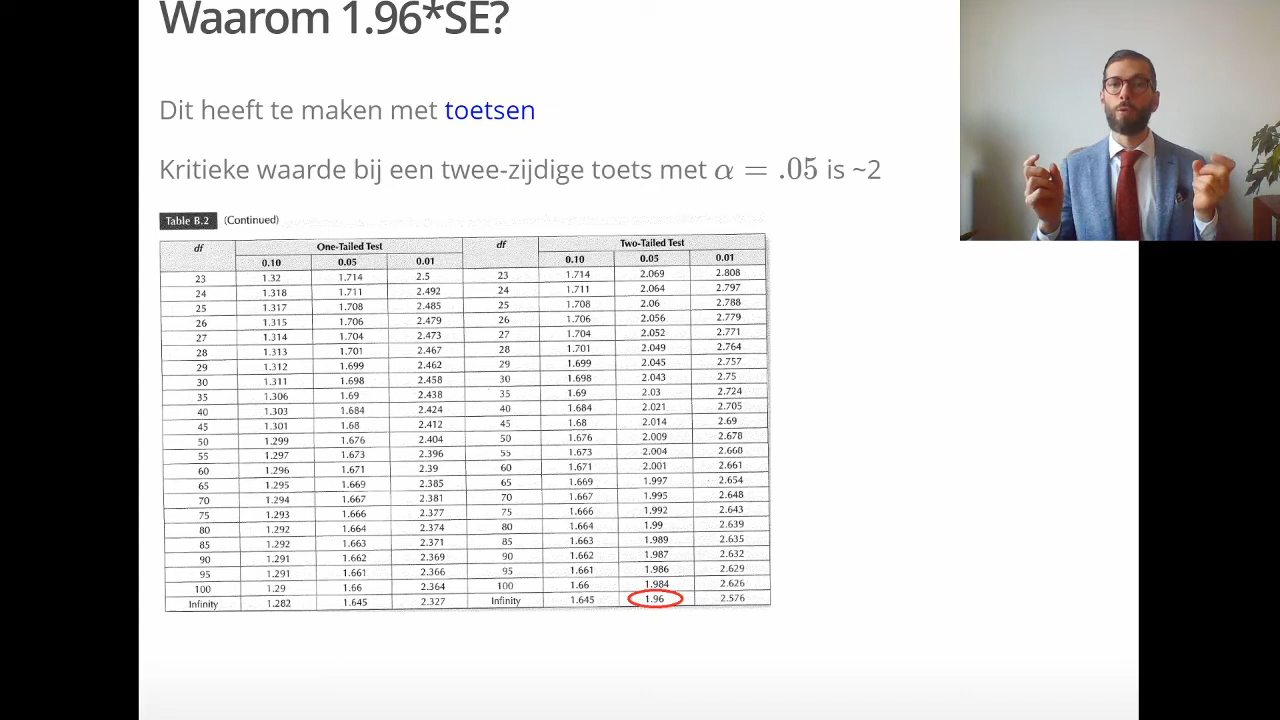 Waarom 1.96*SE?
Dit heeft te maken met toetsen
Kritieke waarde bij een twee-zijdige toets met α = .05 is ~2
Table B.2 (Continued)
df One-Tailed Test df Two-Tailed Test
0.10 0.05 0.01 0.10 0.05 0.01
23 1.32 1.714 2.5 23 1.714 2.069 2.808
24 1.318 1.711 2.492 24 1.711 2.064 2.797
25 1.317 1.708 2.485 25 1.708 2.06 2.788
26 1.315 1.706 2.479 26 1.706 2.056 2.779
27 1.314 1.704 2.473 27 1.704 2.052 2.771
28 1.313 1.701 2.467 28 1.701 2.049 2.764
29 1.312 1.699 2.462 29 1.699 2.045 2.757
30 1.311 1.698 2.458 30 1.698 2.043 2.75
35 1.306 1.69 2.438 35 1.69 2.03 2.724
40 1.303 1.684 2.424 40 1.684 2.021 2.705
45 1.301 1.68 2.412 45 1.68 2.014 2.69
50 1.299 1.676 2.404 50 1.676 2.009 2.678
55 1.297 1.673 2.396 55 1.673 2.004 2.668
60 1.296 1.671 2.39 60 1.671 2.001 2.661
65 1.295 1.669 2.385 65 1.669 1.997 2.654
70 1.294 1.667 2.381 70 1.667 1.995 2.648
75 1.293 1.666 2.377 75 1.666 1.992 2.643
80 1.292 1.664 2.374 80 1.664 1.99 2.639
85 1.292 1.663 2.371 85 1.663 1.989 2.635
90 1.291 1.662 2.369 90 1.662 1.987 2.632
95 1.291 1.661 2.366 95 1.661 1.986 2.629
100 1.29 1.66 2.364 100 1.66 1.984 2.626
Infinity 1.282 1.645 2.327 Infinity 1.645 1.96 2.576